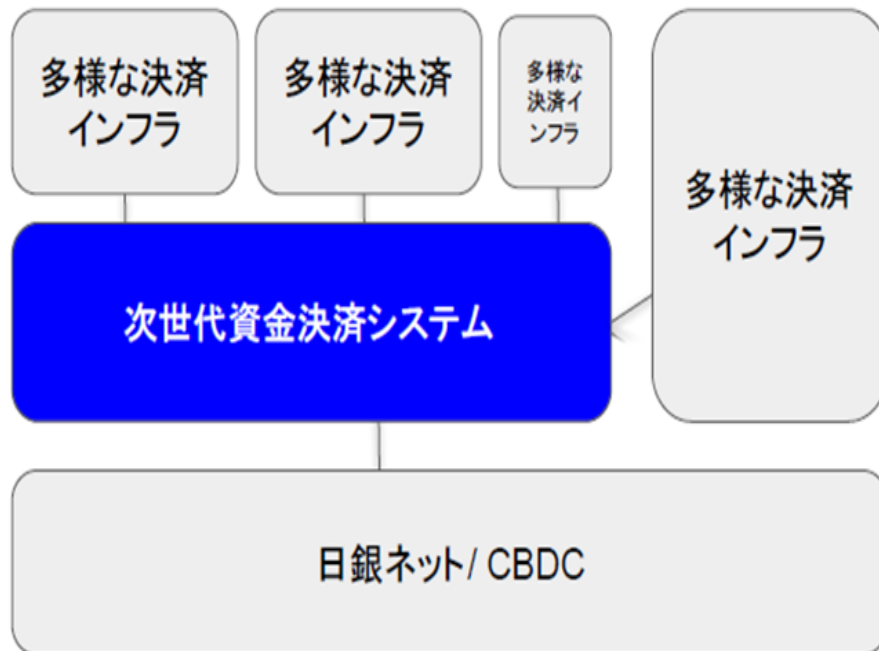 多様な決済
インフラ
多様な決済
インフラ
多様な
決済イ
ンフラ
多様な決済
インフラ
次世代資金決済システム
日銀ネット/ CBDC